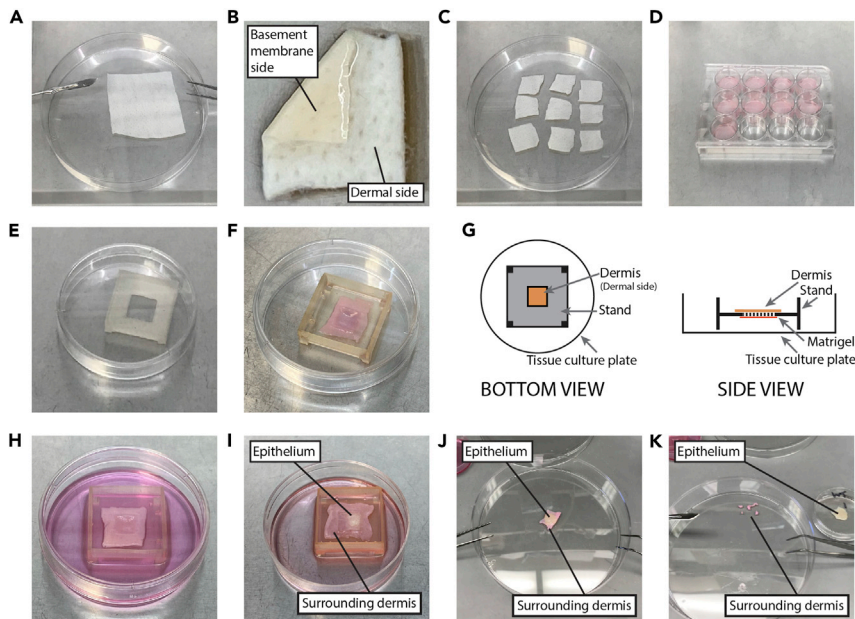 A
B
Basement
membrane
side
Dermal side
C
D
E
F
G
Dermis
(Dermal side)
Stand
Tissue culture plate
BOTTOM VIEW
Dermis
Stand
Matrigel
Tissue culture plate
SIDE VIEW
H
I
Epithelium
Surrounding dermis
J
Epithelium
Surrounding dermis
K
Epithelium
Surrounding dermis